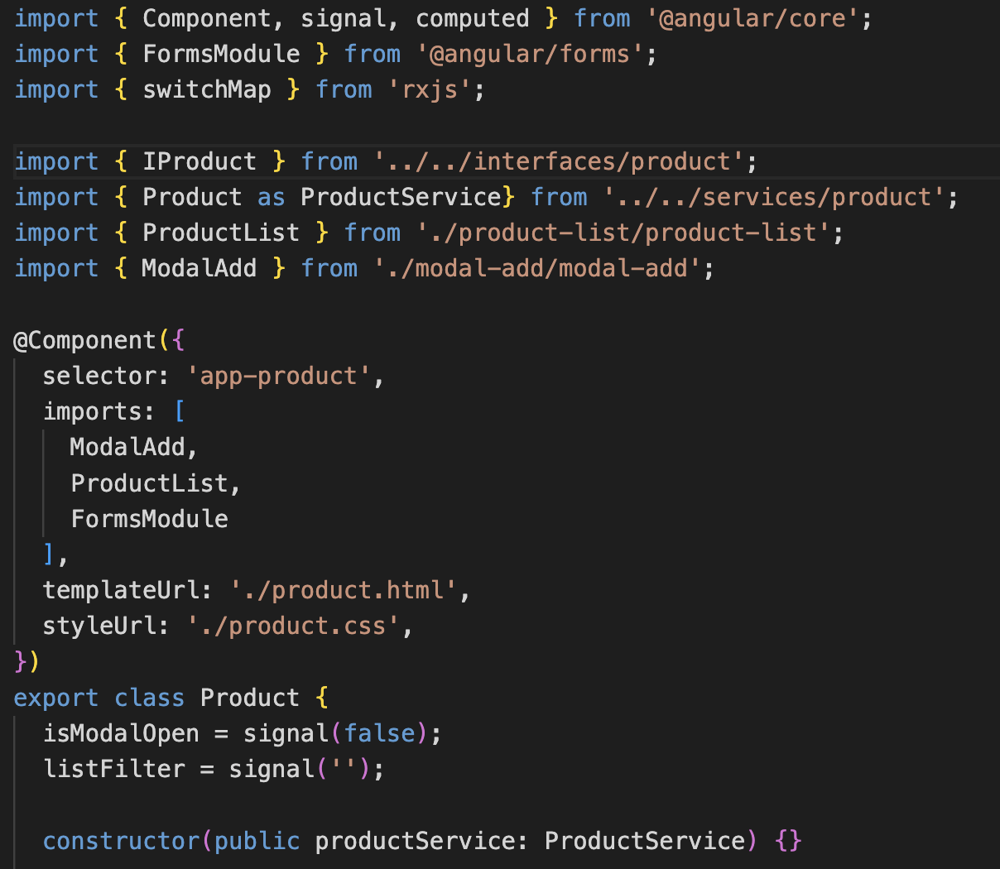 import { Component, signal, computed } from '@angular/core';
import { FormsModule } from '@angular/forms';
import { switchMap } from 'rxjs';

import { IProduct } from '../../interfaces/product';
import { Product as ProductService} from '../../services/product';
import { ProductList } from './product-list/product-list';
import { ModalAdd } from './modal-add/modal-add';

@Component({
  selector: 'app-product',
  imports: [
    ModalAdd,
    ProductList,
    FormsModule
  ],
  templateUrl: './product.html',
  styleUrl: './product.css',
})
export class Product {
  isModalOpen = signal(false);
  listFilter = signal('');

  constructor(public productService: ProductService) {}